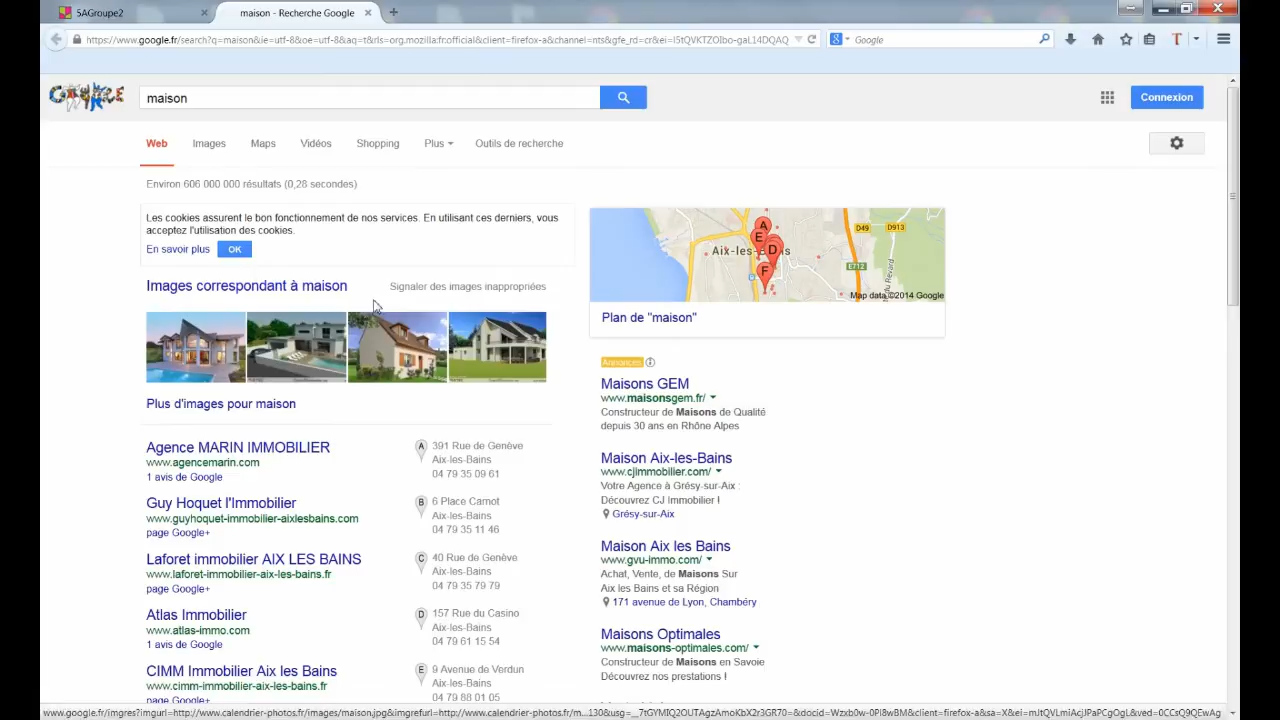 5AGroupe2
maison - Recherche Google
https://www.google.fr/search?q=maison&ie=utf-8&oe=utf-8&aq=t&rls=org.mozilla:fr:official&client=firefox-a&channel=nts&gfe_rd=cr&ei=I5tQVKTZOIbo-gaL14DQAQ
Google
maison
Connexion
Web Images Maps Vidéos Shopping Plus Outils de recherche
Environ 606 000 000 résultats (0,28 secondes)
Les cookies assurent le bon fonctionnement de nos services. En utilisant ces derniers, vous
acceptez l'utilisation des cookies.
En savoir plus OK
Images correspondant à maison
Signaler des images inappropriées
Plus d'images pour maison
Agence MARIN IMMOBILIER
www.agencemarin.com
1 avis de Google
A 391 Rue de Genève
Aix-les-Bains
04 79 35 09 61
Guy Hoquet l'Immobilier
www.guyhoquet-immobilier-aixlesbains.com
page Google+
B 6 Place Carnot
Aix-les-Bains
04 79 35 11 46
Laforet immobilier AIX LES BAINS
www.laforet-immobilier-aix-les-bains.fr
page Google+
C 40 Rue de Genève
Aix-les-Bains
04 79 35 79 79
Atlas Immobilier
www.atlas-immo.com
1 avis de Google
D 157 Rue du Casino
Aix-les-Bains
04 79 61 15 54
CIMM Immobilier Aix les Bains
www.cimm-immobilier-aix-les-bains.fr
page Google+
E 9 Avenue de Verdun
Aix-les-Bains
04 79 88 01 05
A
E
D
F
D49
D913
E712
Map data ©2014 Google
Plan de "maison"
Annonces
Maisons GEM
www.maisonsgem.fr/
Constructeur de Maisons de Qualité
depuis 30 ans en Rhône Alpes
Maison Aix-les-Bains
www.cjimmobilier.com/
Votre Agence à Grésy-sur-Aix :
Découvrez CJ Immobilier !
Grésy-sur-Aix
Maison Aix les Bains
www.gvu-immo.com/
Achat, Vente, de Maisons Sur
Aix les Bains et sa Région
171 avenue de Lyon, Chambéry
Maisons Optimales
www.maisons-optimales.com/
Constructeur de Maisons en Savoie
Découvrez nos prestations !